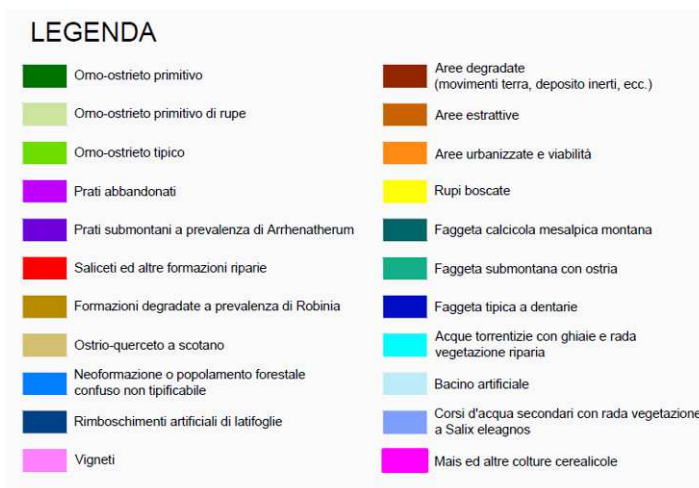 LEGENDA
Orno-ostrieto primitivo
Orno-ostrieto primitivo di rupe
Orno-ostrieto tipico
Prati abbandonati
Prati submontani a prevalenza di Arrhenatherum
Saliceti ed altre formazioni riparie
Formazioni degradate a prevalenza di Robinia
Ostrio-querceto a scotano
Neoformazione o popolamento forestale
confuso non tipificabile
Rimboschimenti artificiali di latifoglie
Vigneti
Aree degradate
(movimenti terra, deposito inerti, ecc.)
Aree estrattive
Aree urbanizzate e viabilità
Rupi boscate
Faggeta calcicola mesalpica montana
Faggeta submontana con ostria
Faggeta tipica a dentarie
Acque torrentizie con ghiaie e rada
vegetazione riparia
Bacino artificiale
Corsi d'acqua secondari con rada vegetazione
a Salix eleagnos
Mais ed altre colture cerealicole